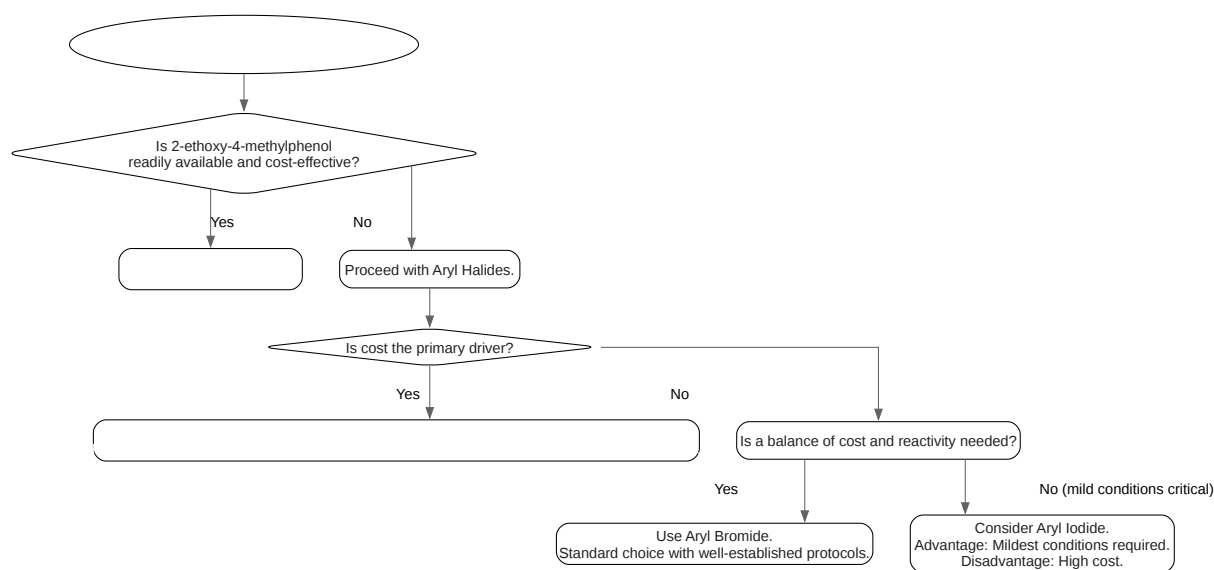 Is 2-ethoxy-4-methylphenol
readily available and cost-effective?
Yes
No
Proceed with Aryl Halides.
Is cost the primary driver?
Yes
No
Is a balance of cost and reactivity needed?
Yes
No (mild conditions critical)
Use Aryl Bromide.
Standard choice with well-established protocols.
Consider Aryl Iodide.
Advantage: Mildest conditions required.
Disadvantage: High cost.